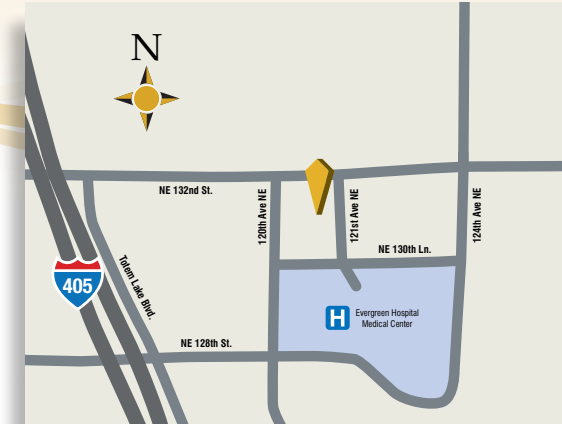 N
NE 132nd St.
120th Ave NE
121st Ave NE
124th Ave NE
NE 130th Ln.
Totem Lake Blvd.
405
H
Evergreen Hospital
Medical Center
NE 128th St.